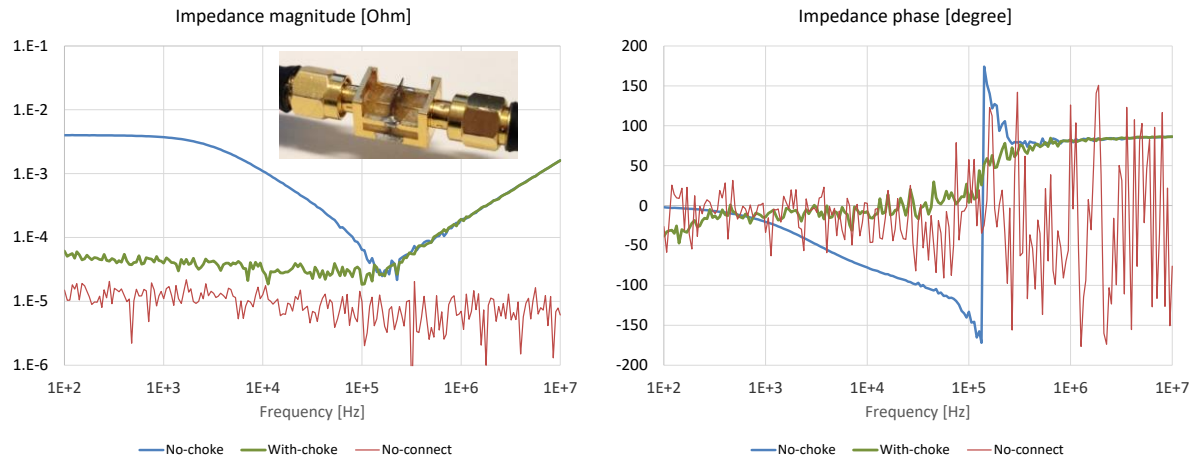 Impedance magnitude [Ohm]
1.E-1
1.E-2
1.E-3
1.E-4
1.E-5
1.E-6
1E+2 1E+3 1E+4 1E+5 1E+6 1E+7
Frequency [Hz]
No-choke With-choke No-connect
Impedance phase [degree]
200
150
100
50
0
-50
-100
-150
-200
1E+2 1E+3 1E+4 1E+5 1E+6 1E+7
Frequency [Hz]
No-choke With-choke No-connect